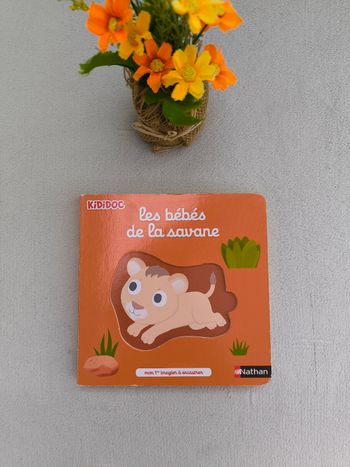 KiDiDOC
les bébés
de la savane
mon 1er imagier à encastrer
Nathan